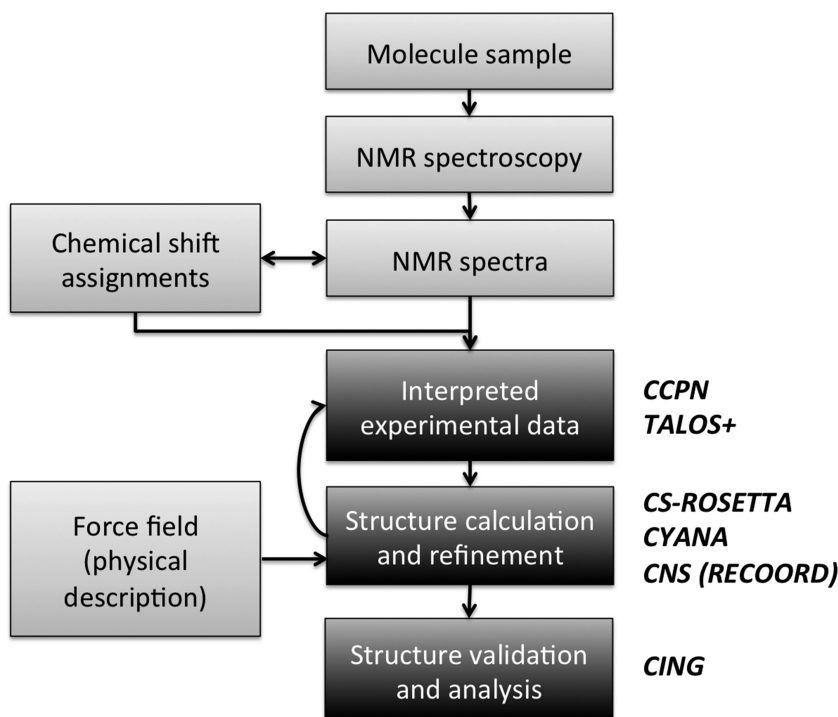 Molecule sample
NMR spectroscopy
Chemical shift
assignments
NMR spectra
Interpreted
experimental data
CCPN
TALOS+
Force field
(physical
description)
Structure calculation
and refinement
CS-ROSETTA
CYANA
CNS (RECOORD)
Structure validation
and analysis
CING